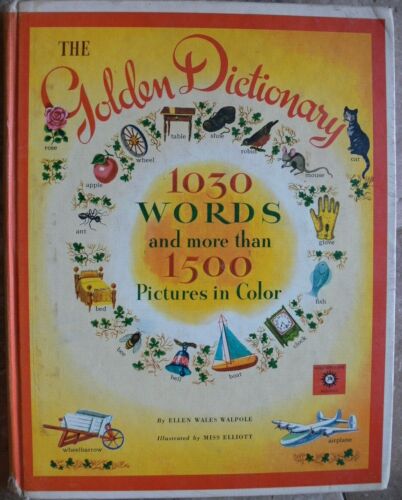 THE
Golden Dictionary
rose
apple
wheel
table
shoe
robin
mouse
cat
1030
WORDS
and more than
1500
Pictures in Color
ant
glove
bed
fish
bee
bell
boat
clock
By ELLEN WALES WALPOLE
Illustrated by MISS ELLIOTT
wheelbarrow
airplane